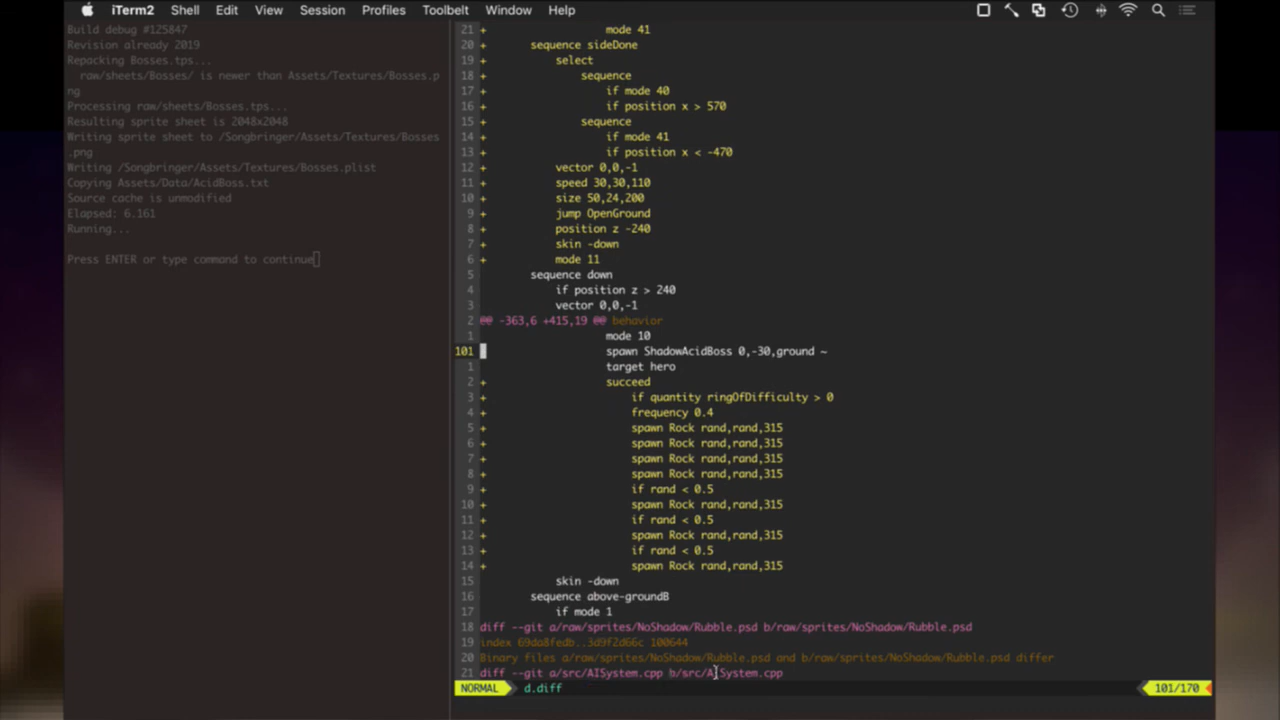 iTerm2 Shell Edit View Session Profiles Toolbelt Window Help
Build debug #125847
Revision already 2019
Repacking Bosses.tps...
raw/sheets/Bosses/ is newer than Assets/Textures/Bosses.p
ng
Processing raw/sheets/Bosses.tps...
Resulting sprite sheet is 2048x2048
Writing sprite sheet to /Songbringer/Assets/Textures/Bosses
.png
Writing /Songbringer/Assets/Textures/Bosses.plist
Copying Assets/Data/AcidBoss.txt
Source cache is unmodified
Elapsed: 6.161
Running...
Press ENTER or type command to continue
21 + mode 41
20 + sequence sideDone
19 + select
18 + sequence
17 + if mode 40
16 + if position x > 570
15 + sequence
14 + if mode 41
13 + if position x < -470
12 + vector 0,0,-1
11 + speed 30,30,110
10 + size 50,24,200
9 + jump OpenGround
8 + position z -240
7 + skin -down
6 + mode 11
5 sequence down
4 if position z > 240
3 vector 0,0,-1
2 @@ -363,6 +415,19 @@ behavior
1 mode 10
101 spawn ShadowAcidBoss 0,-30,ground ~
1 target hero
2 + succeed
3 + if quantity ringOfDifficulty > 0
4 + frequency 0.4
5 + spawn Rock rand,rand,315
6 + spawn Rock rand,rand,315
7 + spawn Rock rand,rand,315
8 + spawn Rock rand,rand,315
9 + if rand < 0.5
10 + spawn Rock rand,rand,315
11 + if rand < 0.5
12 + spawn Rock rand,rand,315
13 + if rand < 0.5
14 + spawn Rock rand,rand,315
15 skin -down
16 sequence above-groundB
17 if mode 1
18 diff --git a/raw/sprites/NoShadow/Rubble.psd b/raw/sprites/NoShadow/Rubble.psd
19 index 69da8fedb..3d9f2d66c 100644
20 Binary files a/raw/sprites/NoShadow/Rubble.psd and b/raw/sprites/NoShadow/Rubble.psd differ
21 diff --git a/src/AISystem.cpp b/src/AISystem.cpp
NORMAL d.diff 101/170